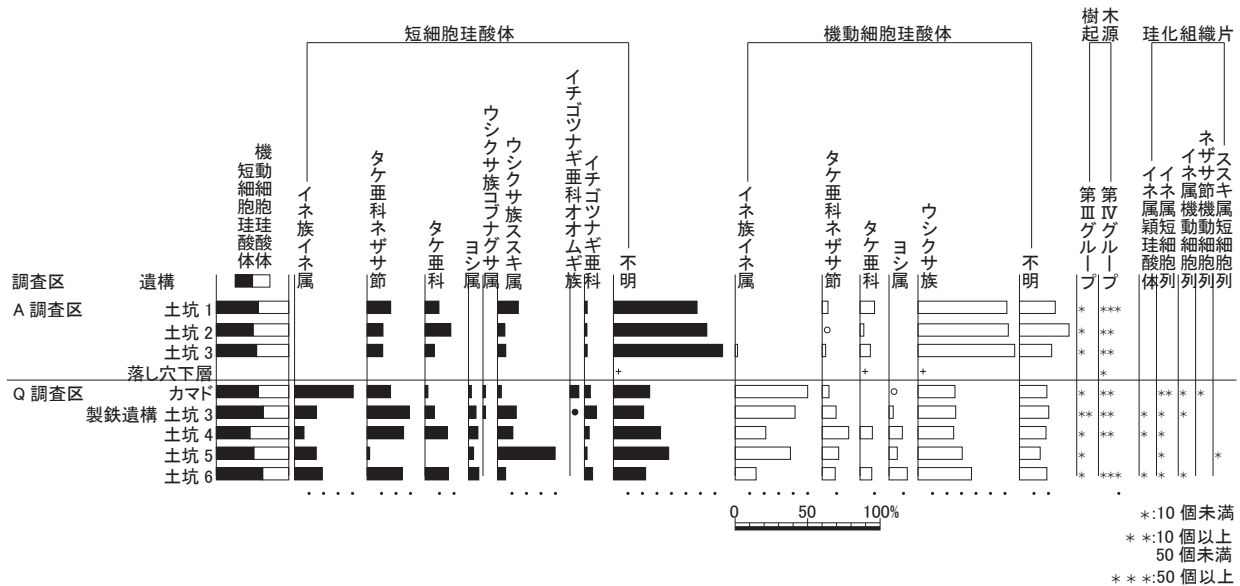 短細胞珪酸体
機動細胞珪酸体
樹木起源
珪化組織片
機動細胞珪酸体
短細胞珪酸体
イネ族イネ属
タケ亜科ネザサ節
タケ亜科
ヨシ属
ウシクサ族コブナグサ属
ウシクサ族ススキ属
イチゴツナギ亜科オオムギ族
イチゴツナギ亜科
不明
イネ族イネ属
タケ亜科ネザサ節
タケ亜科
ヨシ属
ウシクサ族
不明
第Ⅲグループ
第Ⅳグループ
イネ属穎珪酸体
イネ属短細胞列
イネ属機動細胞列
ネザサ節機動細胞列
ススキ属短細胞列
調査区 遺構
A 調査区 土坑 1 * ***
土坑 2 * **
土坑 3 * **
落し穴下層 + + + *
Q 調査区 カマド * ** ** * *
製鉄遺構 土坑 3 ** ** * * *
土坑 4 * ** * *
土坑 5 * * *
土坑 6 * *** * * *
0 50 100%
*:10 個未満
* *:10 個以上
50 個未満
* * *:50 個以上